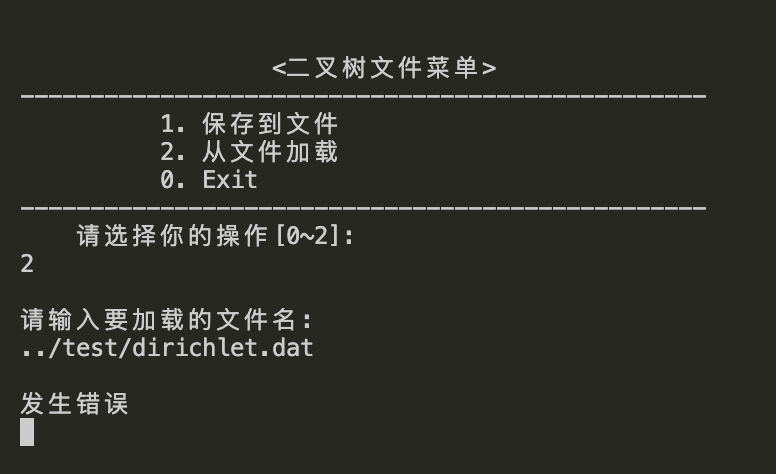 <二叉树文件菜单>
-------------------------------------------------
1. 保存到文件
2. 从文件加载
0. Exit
-------------------------------------------------
请选择你的操作[0~2]:
2
请输入要加载的文件名:
../test/dirichlet.dat
发生错误